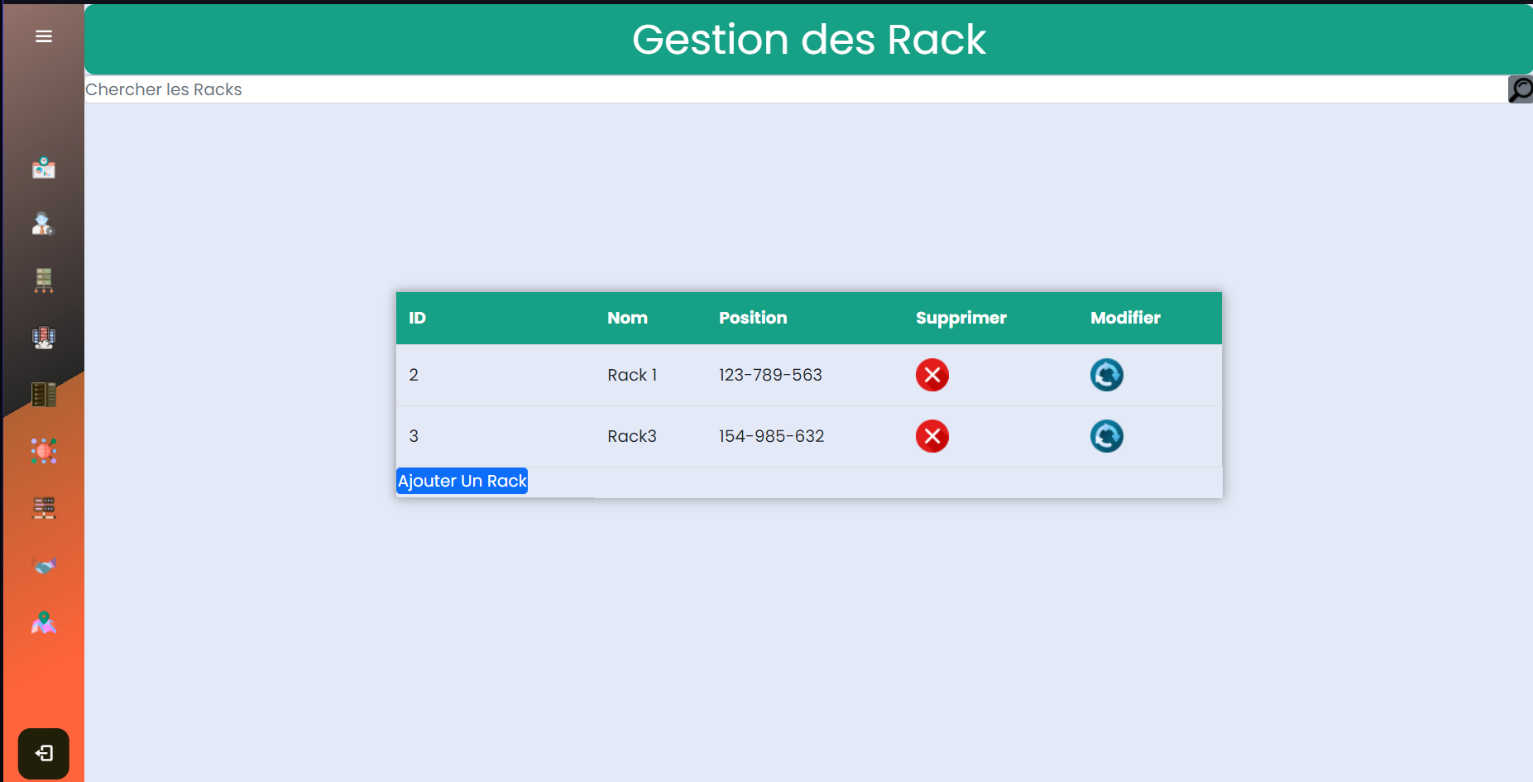 Gestion des Rack
Chercher les Racks
ID Nom Position Supprimer Modifier
2 Rack 1 123-789-563
3 Rack3 154-985-632
Ajouter Un Rack